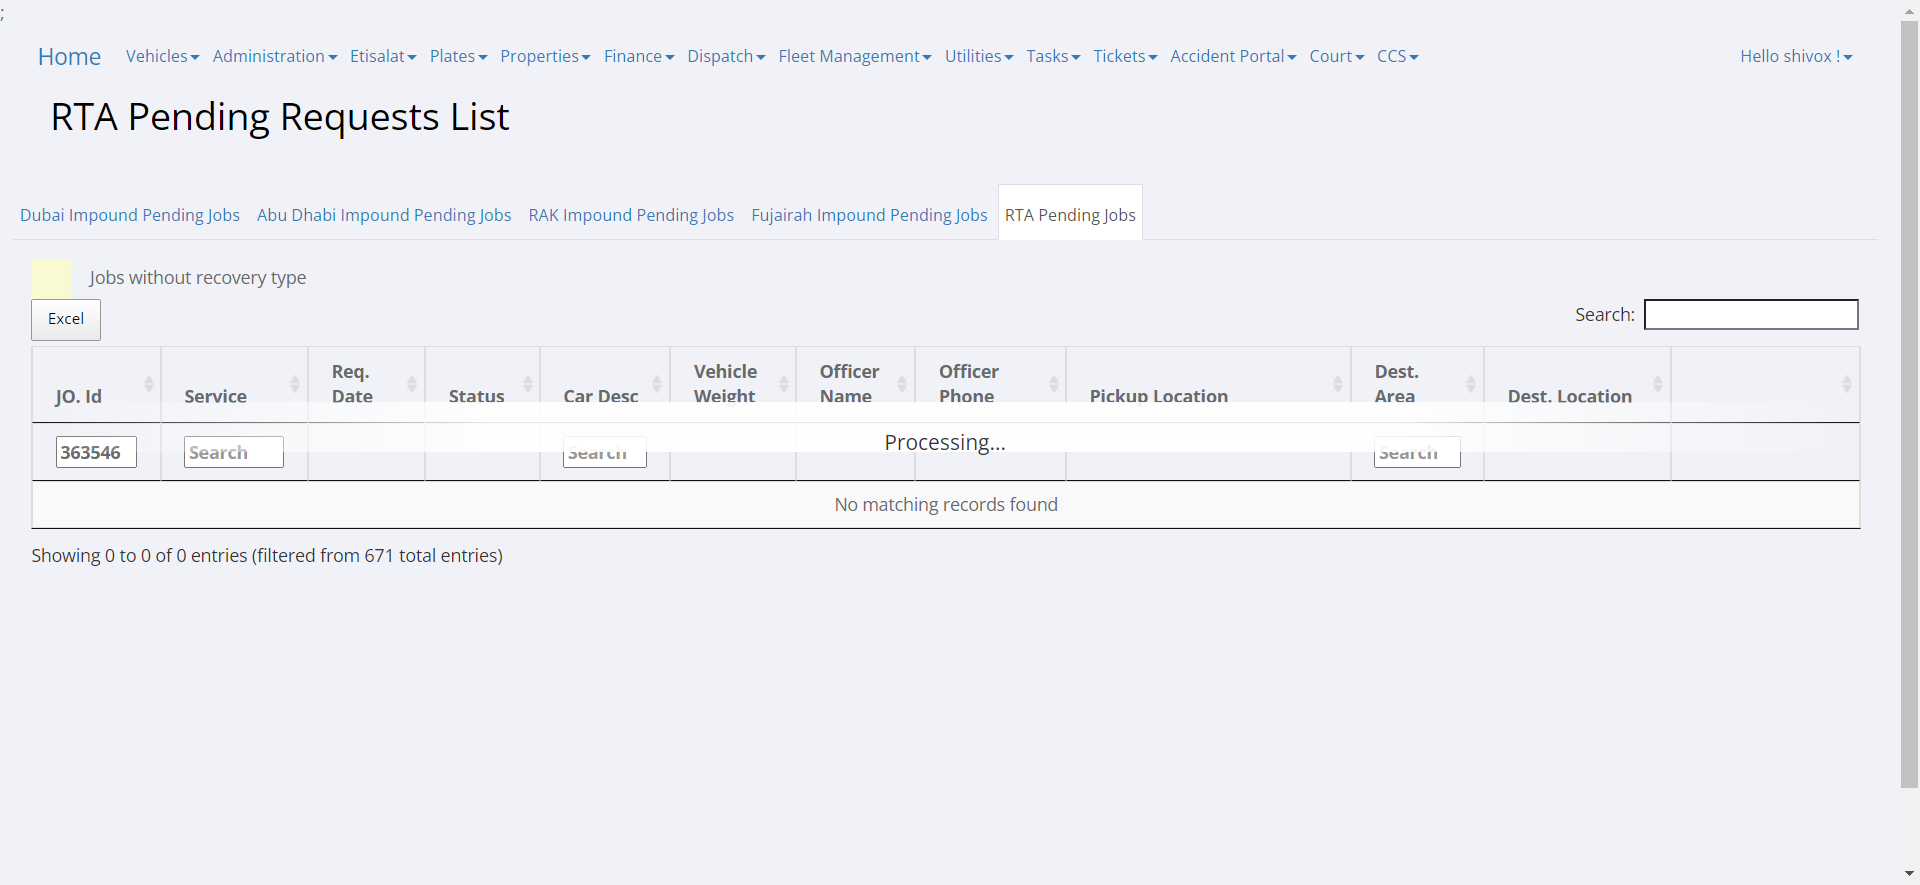 ;
Home Vehicles Administration Etisalat Plates Properties Finance Dispatch Fleet Management Utilities Tasks Tickets Accident Portal Court CCS Hello shivox !
RTA Pending Requests List
Dubai Impound Pending Jobs Abu Dhabi Impound Pending Jobs RAK Impound Pending Jobs Fujairah Impound Pending Jobs RTA Pending Jobs
Jobs without recovery type
Excel Search:
JO. Id Service Req. Date Status Car Desc Vehicle Weight Officer Name Officer Phone Pickup Location Dest. Area Dest. Location
Processing...
363546 Search Search Search
No matching records found
Showing 0 to 0 of 0 entries (filtered from 671 total entries)